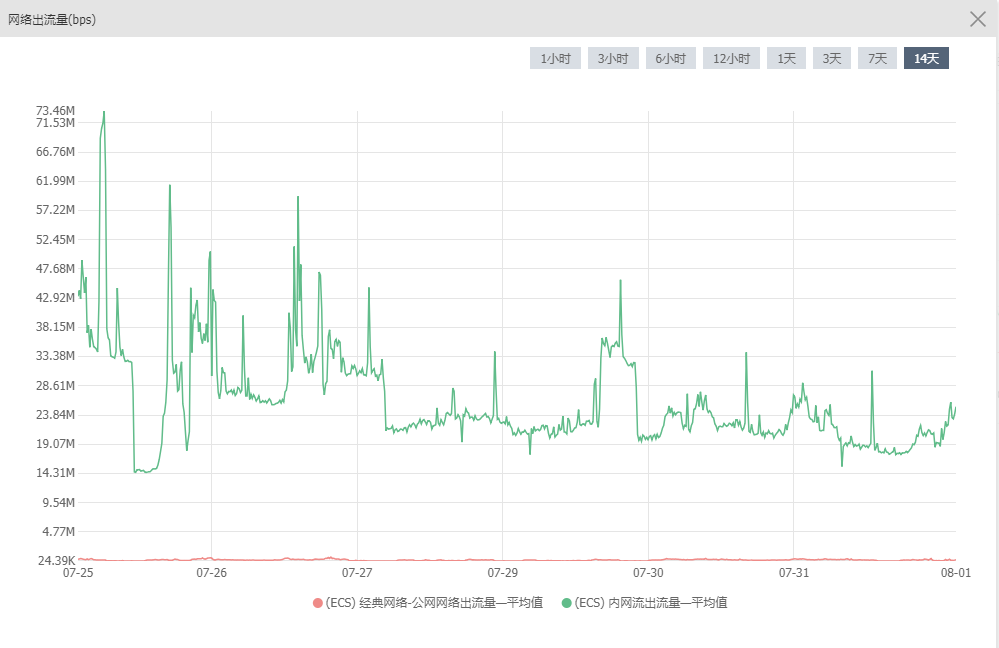 网络出流量(bps)
1小时 3小时 6小时 12小时 1天 3天 7天 14天
73.46M
71.53M
66.76M
61.99M
57.22M
52.45M
47.68M
42.92M
38.15M
33.38M
28.61M
23.84M
19.07M
14.31M
9.54M
4.77M
24.39K
07-25 07-26 07-27 07-29 07-30 07-31 08-01
(ECS) 经典网络-公网网络出流量—平均值 (ECS) 内网流出流量—平均值